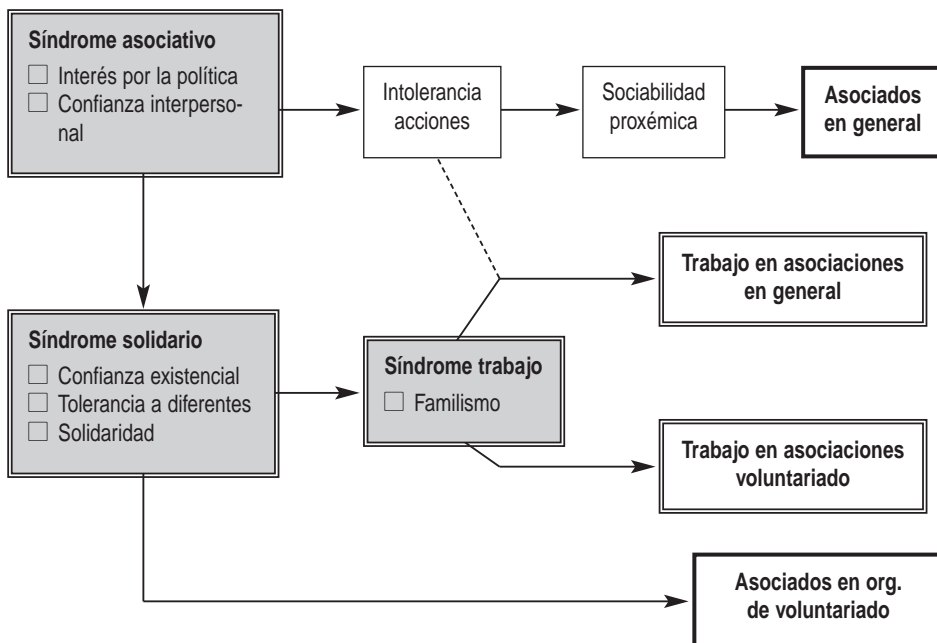 Síndrome asociativo
☐ Interés por la política
☐ Confianza interperso-
nal
Intolerancia
acciones
Sociabilidad
proxémica
Asociados
en general
Trabajo en asociaciones
en general
Síndrome solidario
☐ Confianza existencial
☐ Tolerancia a diferentes
☐ Solidaridad
Síndrome trabajo
☐ Familismo
Trabajo en asociaciones
voluntariado
Asociados en org.
de voluntariado